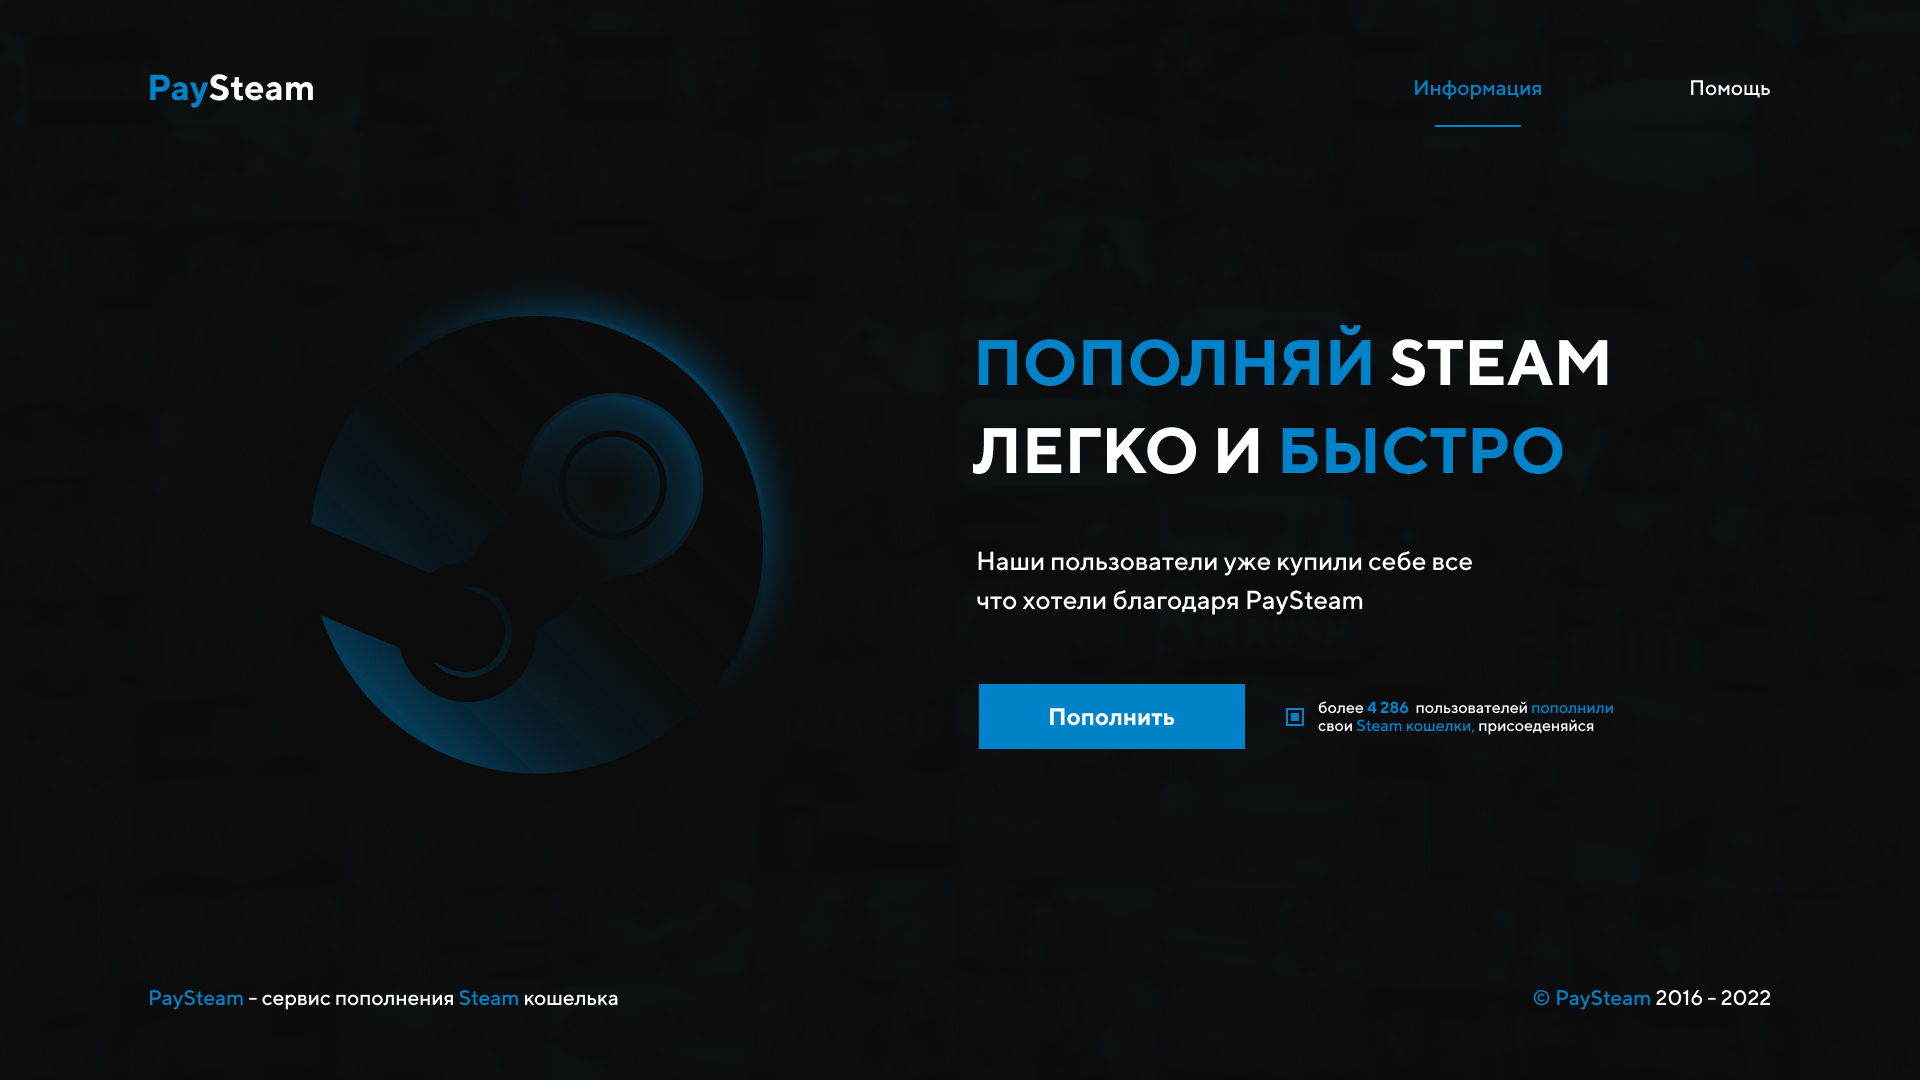 PaySteam
Информация
Помощь
ПОПОЛНЯЙ STEAM
ЛЕГКО И БЫСТРО
Наши пользователи уже купили себе все
что хотели благодаря PaySteam
Пополнить
более 4 286 пользователей пополнили
свои Steam кошелки, присоеденяйся
PaySteam - сервис пополнения Steam кошелька
© PaySteam 2016 - 2022